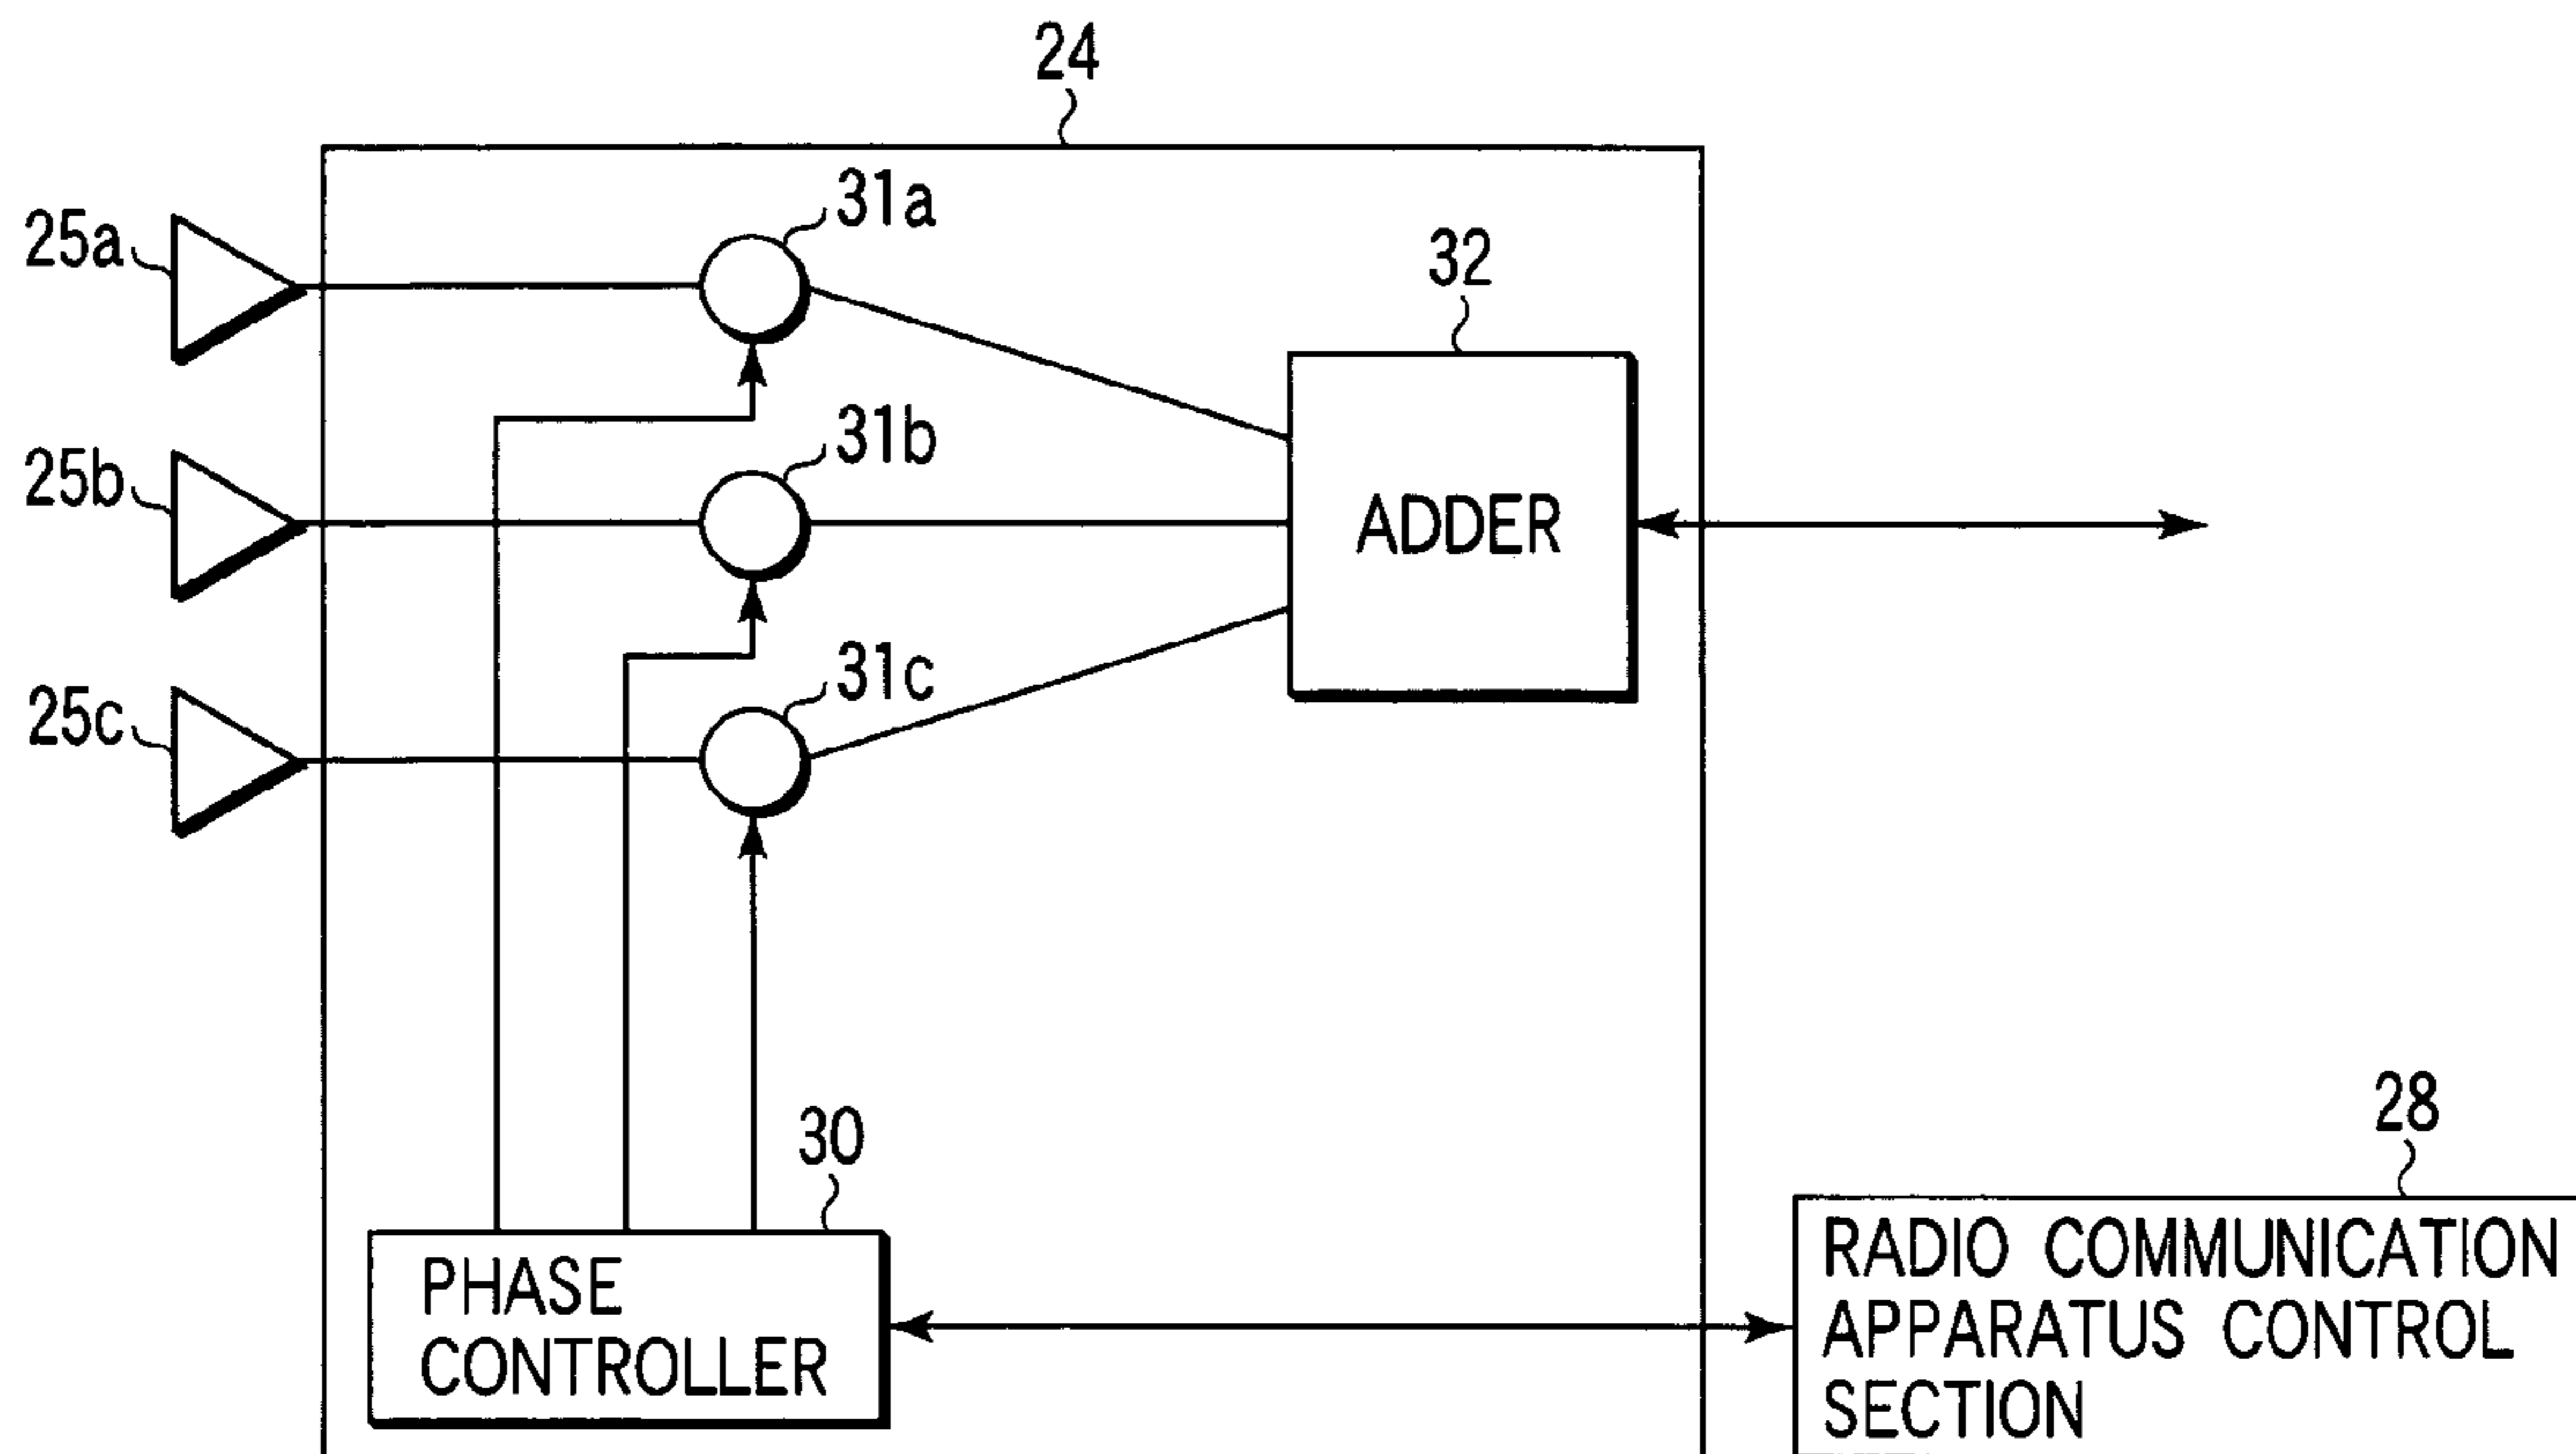 24
31a
25a
32
ADDER
31b
25b
31c
25c
30
PHASE
CONTROLLER
28
RADIO COMMUNICATION
APPARATUS CONTROL
SECTION